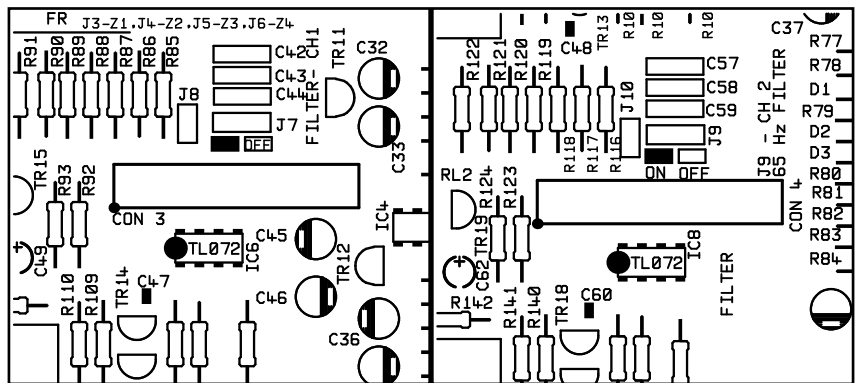 FR J3-Z1.J4-Z2.J5-Z3.J6-Z4
R91
R90
R89
R88
R87
R86
R85
J8
C42
C43
C44
J7
OFF
FILTER- CH1
TR11
C32
C33
TR15
R93
R92
CON 3
IC4
C49
TL072
IC6
C45
TR12
C46
C36
R110
R109
TR14
C47
R122
R121
R120
R119
C48
TR13
R10
R10
R10
C37
R77
R78
D1
R79
D2
D3
R80
R81
R82
R83
R84
C57
C58
C59
J10
J9
ON OFF
J9 - CH.2
65 Hz FILTER
R118
R117
R116
RL2
R124
R123
TR19
CON 4
C62
TL072
IC8
FILTER
R142
R141
R140
TR18
C60